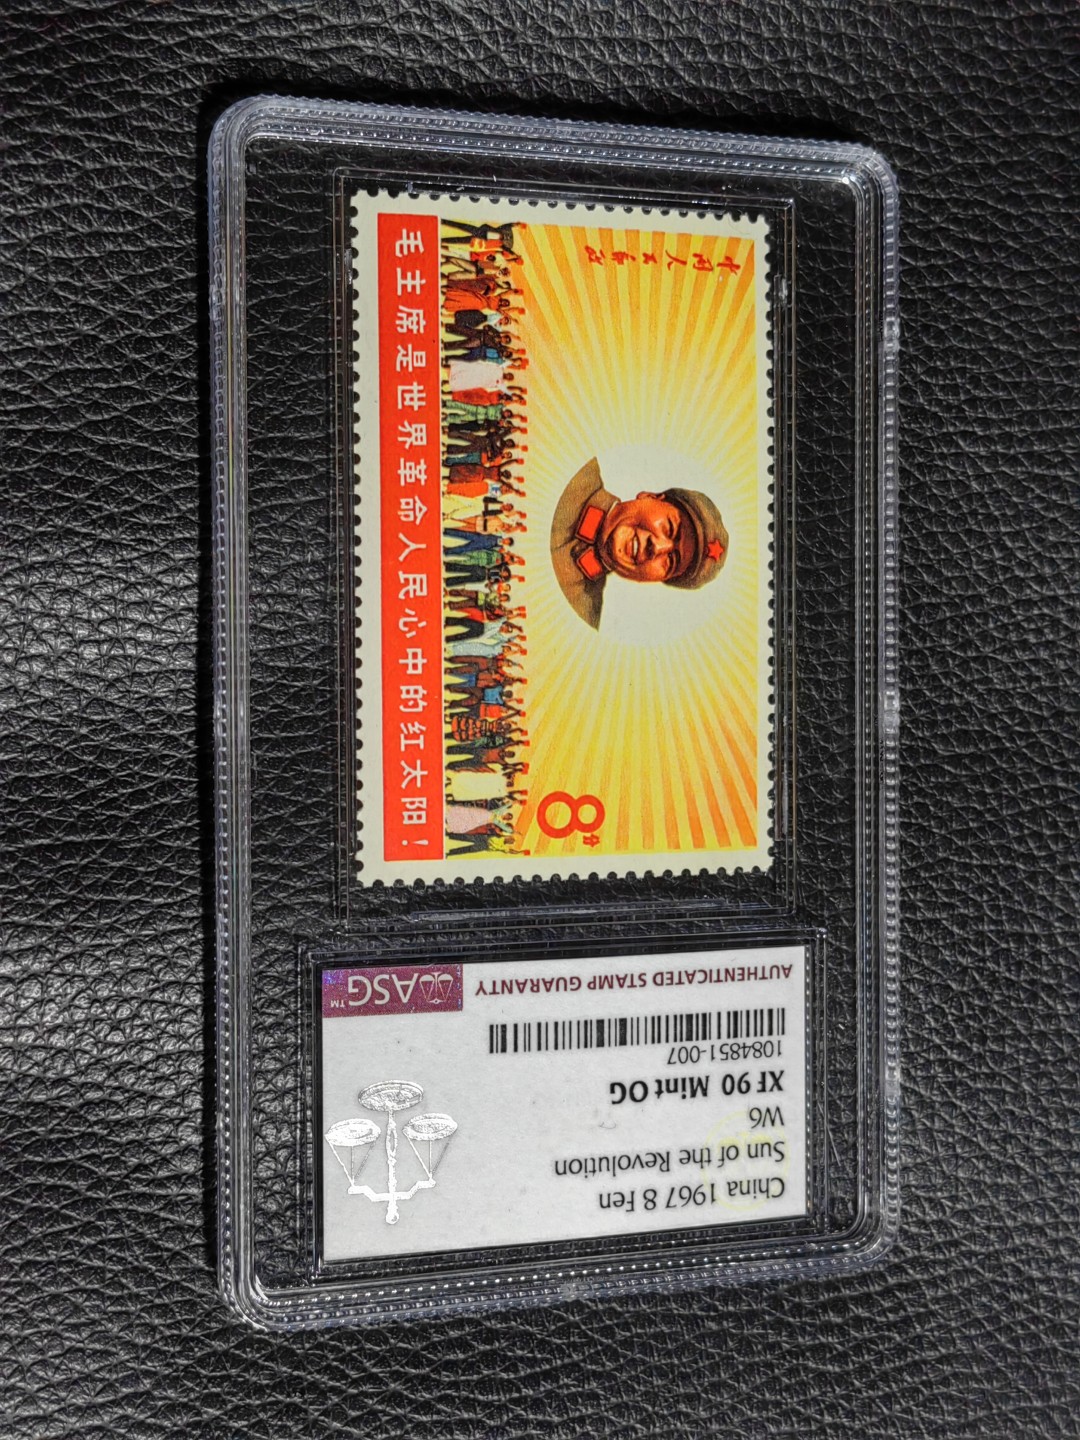 中国人民邮政
8分
毛主席是世界革命人民心中的红太阳！
China 1967 8 Fen
Sun of the Revolution
W6
XF 90 Mint OG
1084851-007
AUTHENTICATED STAMP GUARANTY
ASG™